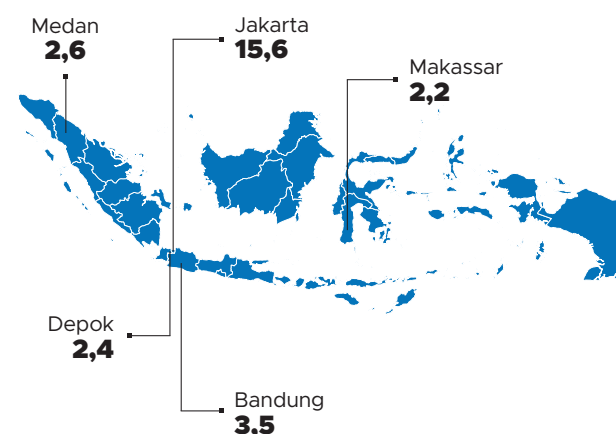 Medan
2,6
Jakarta
15,6
Makassar
2,2
Depok
2,4
Bandung
3,5